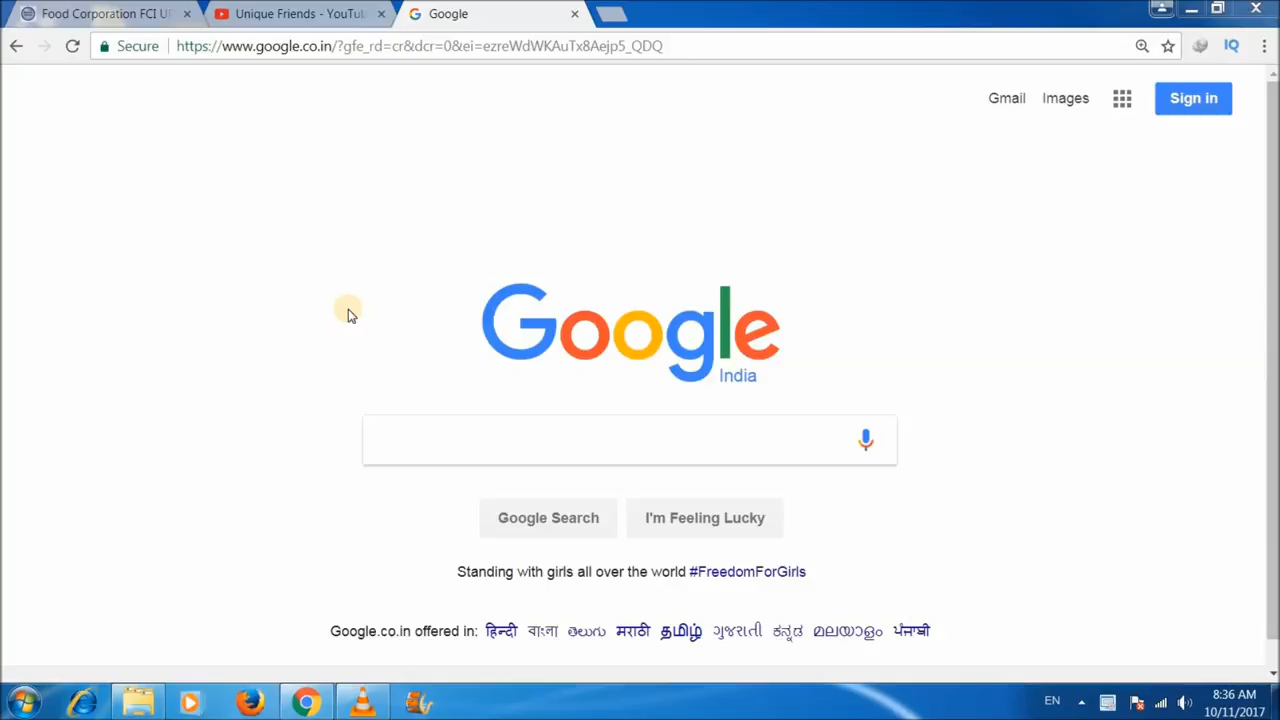 Food Corporation FCI UP
Unique Friends - YouTub
Google
Secure
https://www.google.co.in/?gfe_rd=cr&dcr=0&ei=ezreWdWKAuTx8Aejp5_QDQ
IQ
Gmail
Images
Sign in
Google
India
Google Search
I'm Feeling Lucky
Standing with girls all over the world #FreedomForGirls
Google.co.in offered in: हिन्दी বাংলা తెలుగు मराठी தமிழ் ગુજરાતી ಕನ್ನಡ മലയാളം ਪੰਜਾਬੀ
EN
8:36 AM
10/11/2017